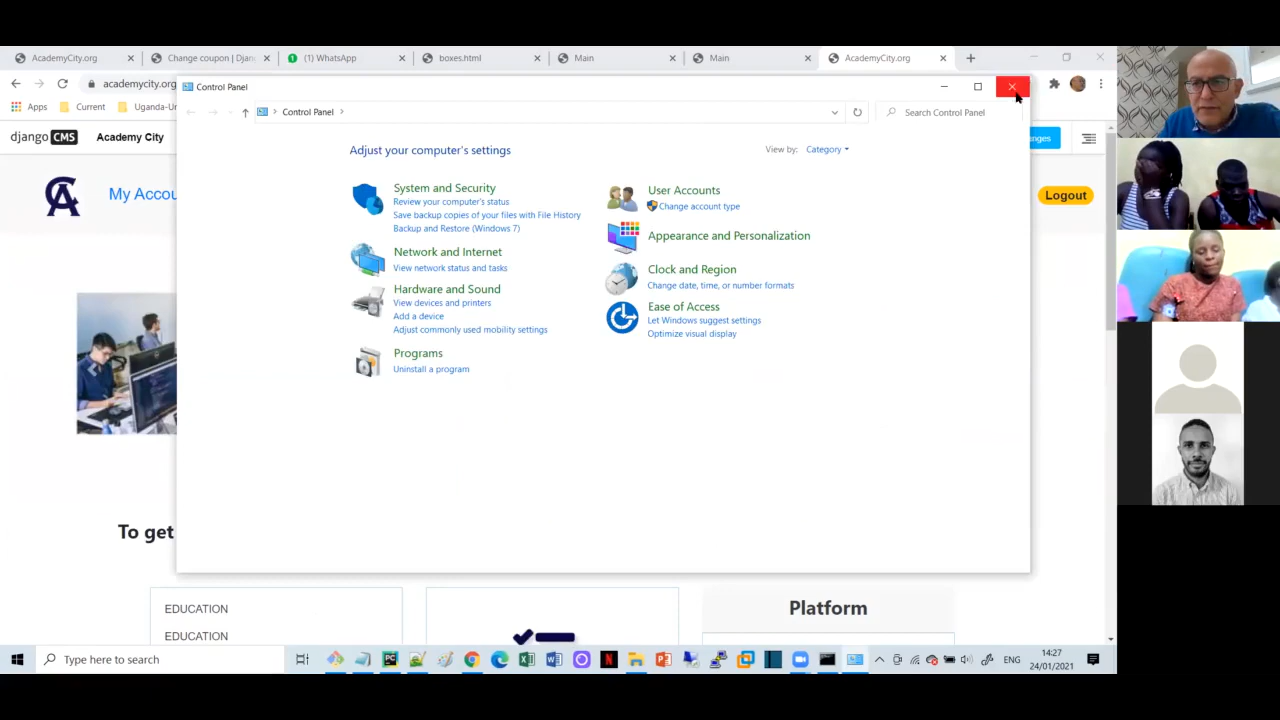 AcademyCity.org
Change coupon | Djan
(1) WhatsApp
boxes.html
Main
Main
AcademyCity.org
academycity.org
Apps
Current
Uganda-Un
django CMS
Academy City
nges
My Accou
Logout
Control Panel
Control Panel
Search Control Panel
Adjust your computer's settings
View by:
Category
System and Security
Review your computer's status
Save backup copies of your files with File History
Backup and Restore (Windows 7)
Network and Internet
View network status and tasks
Hardware and Sound
View devices and printers
Add a device
Adjust commonly used mobility settings
Programs
Uninstall a program
User Accounts
Change account type
Appearance and Personalization
Clock and Region
Change date, time, or number formats
Ease of Access
Let Windows suggest settings
Optimize visual display
To get
EDUCATION
EDUCATION
Platform
Type here to search
ENG
14:27
24/01/2021